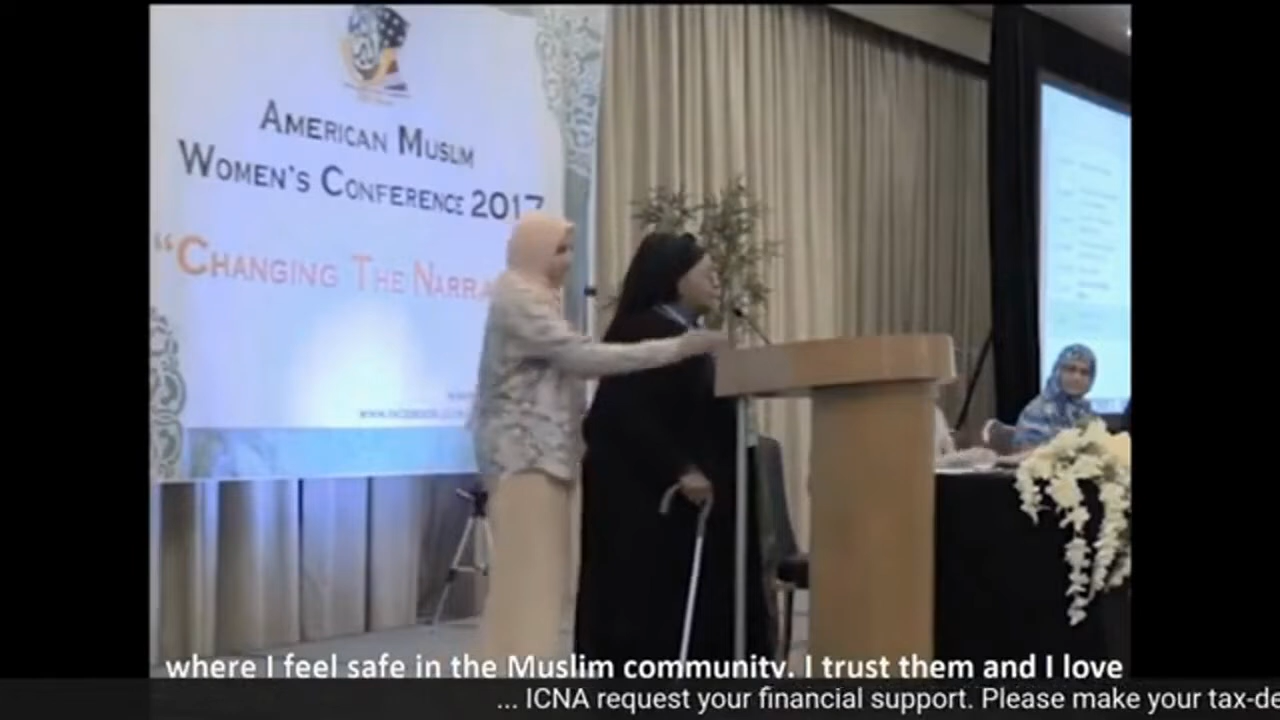 AMERICAN MUSLIM
WOMEN'S CONFERENCE 2017
"CHANGING THE
where I feel safe in the Muslim community. I trust them and I love
... ICNA request your financial support. Please make your tax-de